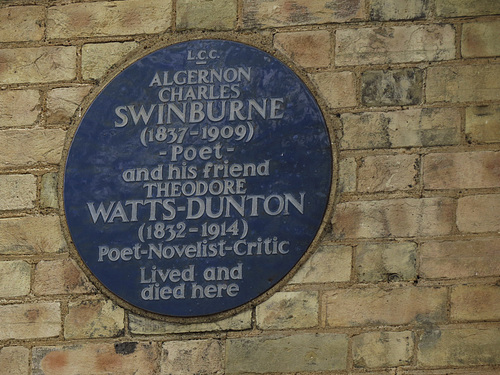 L.C.C.
ALGERNON
CHARLES
SWINBURNE
(1837-1909)
-Poet-
and his friend
THEODORE
WATTS-DUNTON
(1832-1914)
Poet-Novelist-Critic
Lived and
died here